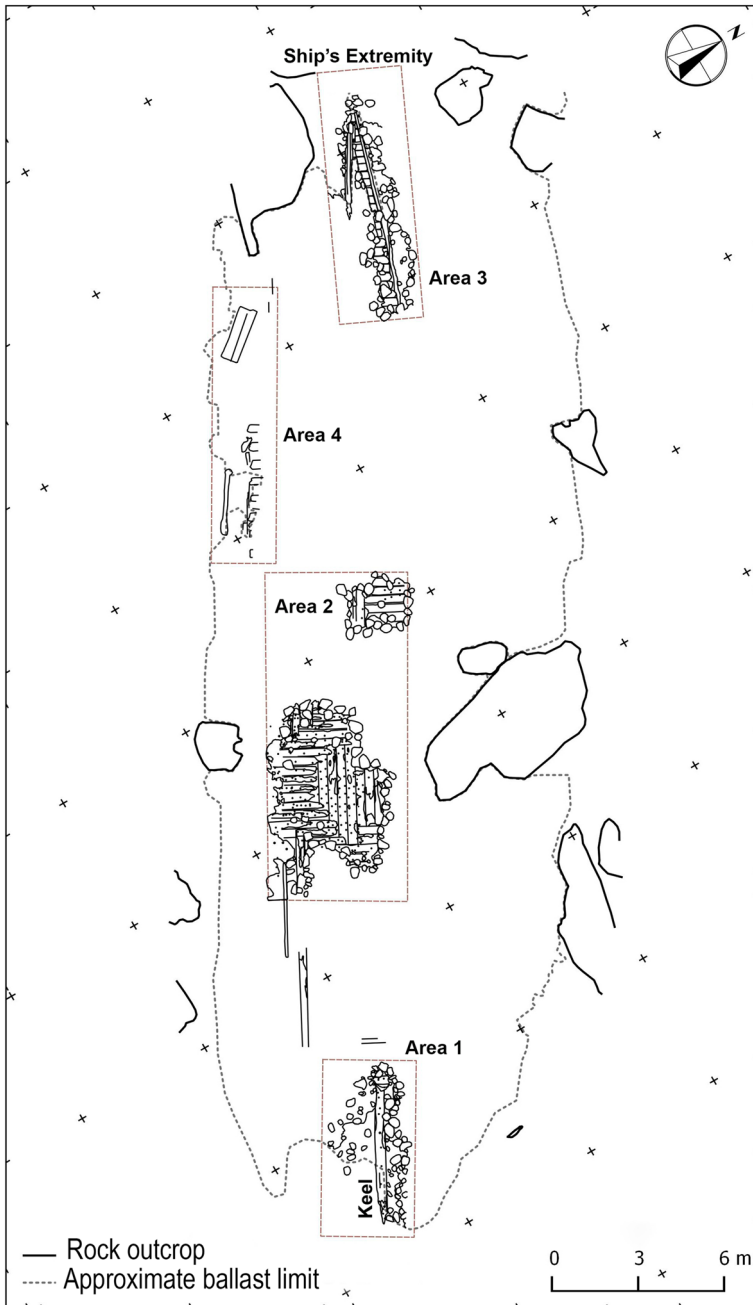 N
Ship's Extremity
Area 3
Area 4
Area 2
Area 1
Keel
Rock outcrop
Approximate ballast limit
0 3 6 m